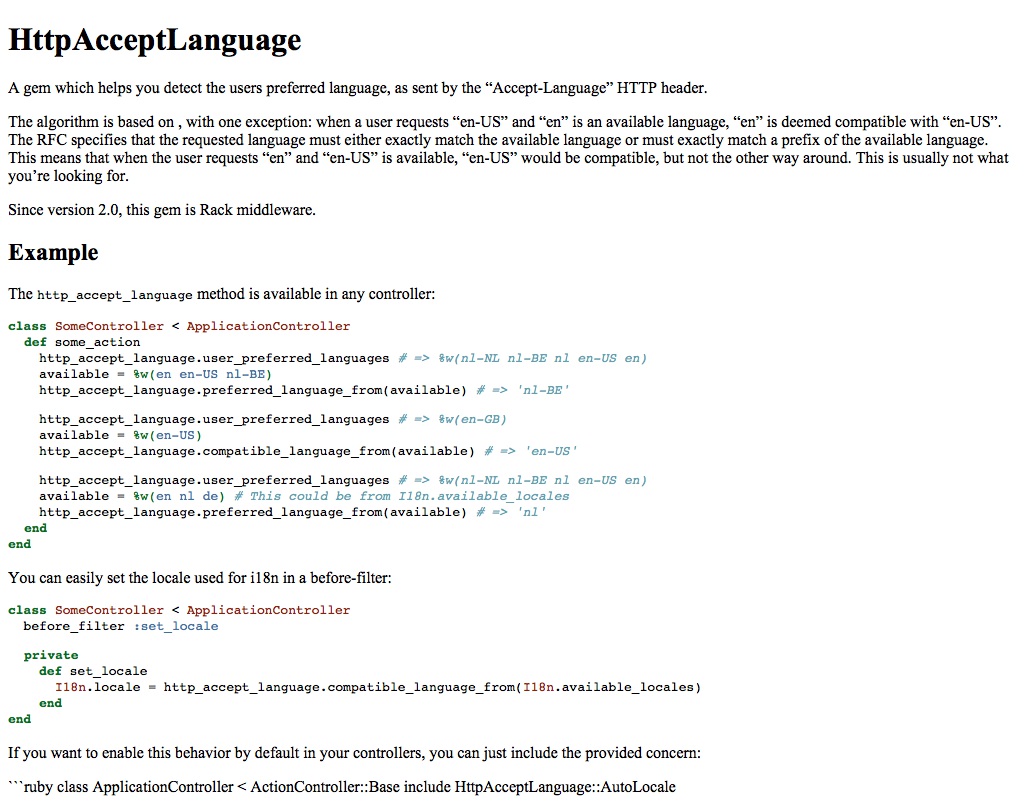 HttpAcceptLanguage
A gem which helps you detect the users preferred language, as sent by the “Accept-Language” HTTP header.
The algorithm is based on , with one exception: when a user requests “en-US” and “en” is an available language, “en” is deemed compatible with “en-US”.
The RFC specifies that the requested language must either exactly match the available language or must exactly match a prefix of the available language.
This means that when the user requests “en” and “en-US” is available, “en-US” would be compatible, but not the other way around. This is usually not what
you’re looking for.
Since version 2.0, this gem is Rack middleware.
Example
The http_accept_language method is available in any controller:
class SomeController < ApplicationController
  def some_action
    http_accept_language.user_preferred_languages # => %w(nl-NL nl-BE nl en-US en)
    available = %w(en en-US nl-BE)
    http_accept_language.preferred_language_from(available) # => 'nl-BE'
    http_accept_language.user_preferred_languages # => %w(en-GB)
    available = %w(en-US)
    http_accept_language.compatible_language_from(available) # => 'en-US'
    http_accept_language.user_preferred_languages # => %w(nl-NL nl-BE nl en-US en)
    available = %w(en nl de) # This could be from I18n.available_locales
    http_accept_language.preferred_language_from(available) # => 'nl'
  end
end
You can easily set the locale used for i18n in a before-filter:
class SomeController < ApplicationController
  before_filter :set_locale
  private
    def set_locale
      I18n.locale = http_accept_language.compatible_language_from(I18n.available_locales)
    end
end
If you want to enable this behavior by default in your controllers, you can just include the provided concern:
```ruby class ApplicationController < ActionController::Base include HttpAcceptLanguage::AutoLocale